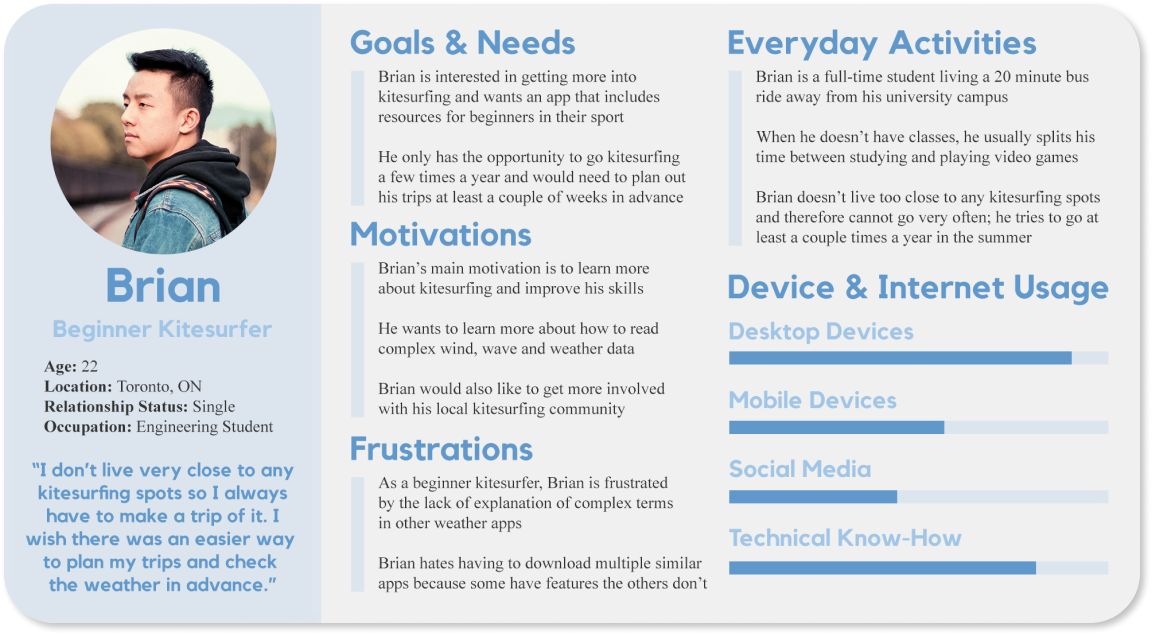 Brian
Beginner Kitesurfer
Age: 22
Location: Toronto, ON
Relationship Status: Single
Occupation: Engineering Student
“I don’t live very close to any
kitesurfing spots so I always
have to make a trip of it. I
wish there was an easier way
to plan my trips and check
the weather in advance.”
Goals & Needs
Brian is interested in getting more into
kitesurfing and wants an app that includes
resources for beginners in their sport
He only has the opportunity to go kitesurfing
a few times a year and would need to plan out
his trips at least a couple of weeks in advance
Motivations
Brian’s main motivation is to learn more
about kitesurfing and improve his skills
He wants to learn more about how to read
complex wind, wave and weather data
Brian would also like to get more involved
with his local kitesurfing community
Frustrations
As a beginner kitesurfer, Brian is frustrated
by the lack of explanation of complex terms
in other weather apps
Brian hates having to download multiple similar
apps because some have features the others don’t
Everyday Activities
Brian is a full-time student living a 20 minute bus
ride away from his university campus
When he doesn’t have classes, he usually splits his
time between studying and playing video games
Brian doesn’t live too close to any kitesurfing spots
and therefore cannot go very often; he tries to go at
least a couple times a year in the summer
Device & Internet Usage
Desktop Devices
Mobile Devices
Social Media
Technical Know-How